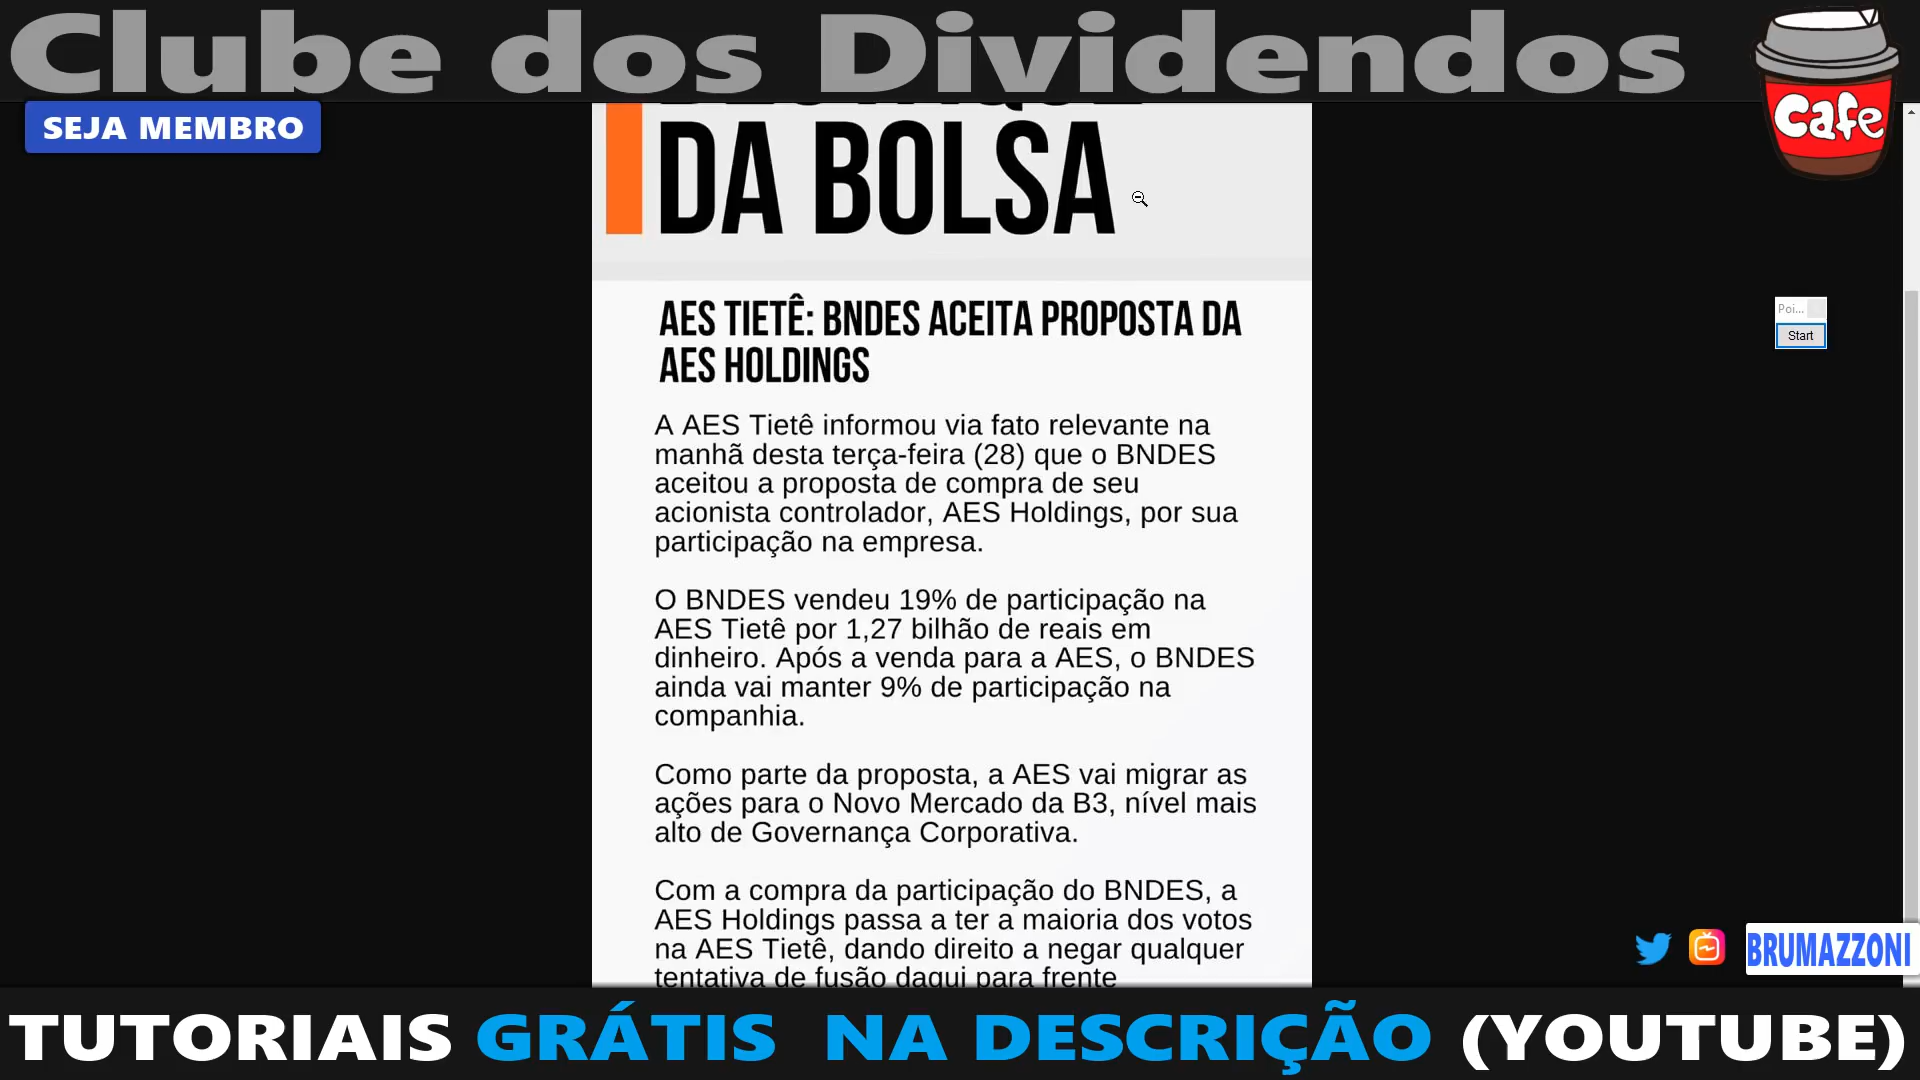 Clube dos Dividendos
Cafe
SEJA MEMBRO
DA BOLSA
Poi...
Start
AES TIETÊ: BNDES ACEITA PROPOSTA DA
AES HOLDINGS
A AES Tietê informou via fato relevante na
manhã desta terça-feira (28) que o BNDES
aceitou a proposta de compra de seu
acionista controlador, AES Holdings, por sua
participação na empresa.
O BNDES vendeu 19% de participação na
AES Tietê por 1,27 bilhão de reais em
dinheiro. Após a venda para a AES, o BNDES
ainda vai manter 9% de participação na
companhia.
Como parte da proposta, a AES vai migrar as
ações para o Novo Mercado da B3, nível mais
alto de Governança Corporativa.
Com a compra da participação do BNDES, a
AES Holdings passa a ter a maioria dos votos
na AES Tietê, dando direito a negar qualquer
tentativa de fusão daqui para frente
BRUMAZZONI
TUTORIAIS GRÁTIS NA DESCRIÇÃO (YOUTUBE)